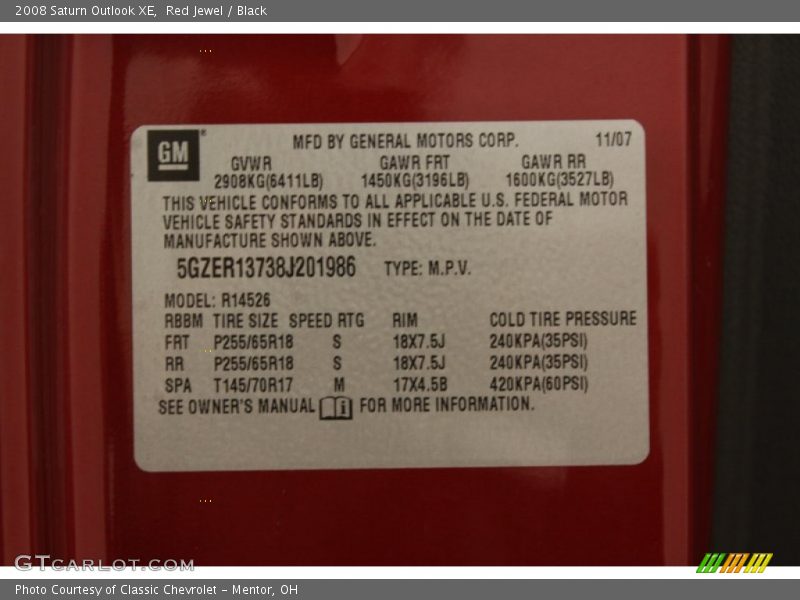 2008 Saturn Outlook XE,  Red Jewel / Black
GM
MFD BY GENERAL MOTORS CORP. 11/07
GVWR GAWR FRT GAWR RR
2908KG(6411LB) 1450KG(3196LB) 1600KG(3527LB)
THIS VEHICLE CONFORMS TO ALL APPLICABLE U.S. FEDERAL MOTOR
VEHICLE SAFETY STANDARDS IN EFFECT ON THE DATE OF
MANUFACTURE SHOWN ABOVE.
5GZER13738J201986 TYPE: M.P.V.
MODEL: R14526
RBBM TIRE SIZE SPEED RTG RIM COLD TIRE PRESSURE
FRT P255/65R18 S 18X7.5J 240KPA(35PSI)
RR P255/65R18 S 18X7.5J 240KPA(35PSI)
SPA T145/70R17 M 17X4.5B 420KPA(60PSI)
SEE OWNER'S MANUAL i FOR MORE INFORMATION.
GTCARLOT.COM
Photo Courtesy of Classic Chevrolet - Mentor, OH